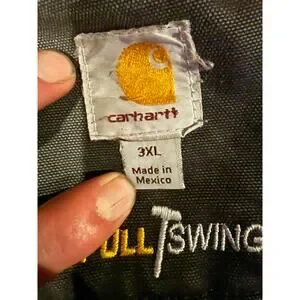 carhartt
3XL
Made in
Mexico
FULL SWING